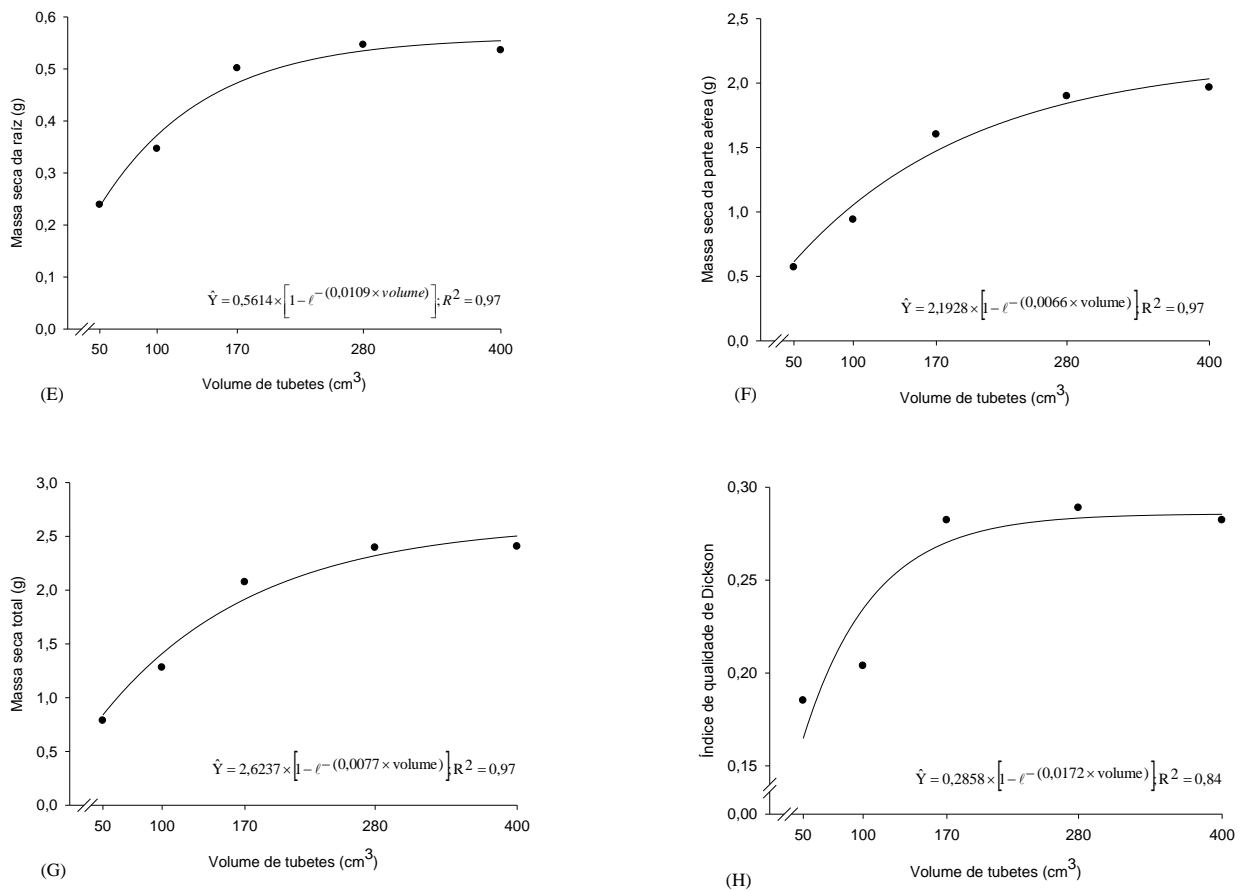 0,6
0,5
0,4
0,3
0,2
0,1
0,0
Massa seca da raíz (g)
Ŷ = 0,5614 × [1 − ℓ^−(0,0109 × volume)]; R² = 0,97
50 100 170 280 400
Volume de tubetes (cm³)
(E)
2,5
2,0
1,5
1,0
0,5
0,0
Massa seca da parte aérea (g)
Ŷ = 2,1928 × [1 − ℓ^−(0,0066 × volume)]; R² = 0,97
50 100 170 280 400
Volume de tubetes (cm³)
(F)
3,0
2,5
2,0
1,5
1,0
0,5
0,0
Massa seca total (g)
Ŷ = 2,6237 × [1 − ℓ^−(0,0077 × volume)]; R² = 0,97
50 100 170 280 400
Volume de tubetes (cm³)
(G)
0,30
0,25
0,20
0,15
0,00
Índice de qualidade de Dickson
Ŷ = 0,2858 × [1 − ℓ^−(0,0172 × volume)]; R² = 0,84
50 100 170 280 400
Volume de tubetes (cm³)
(H)